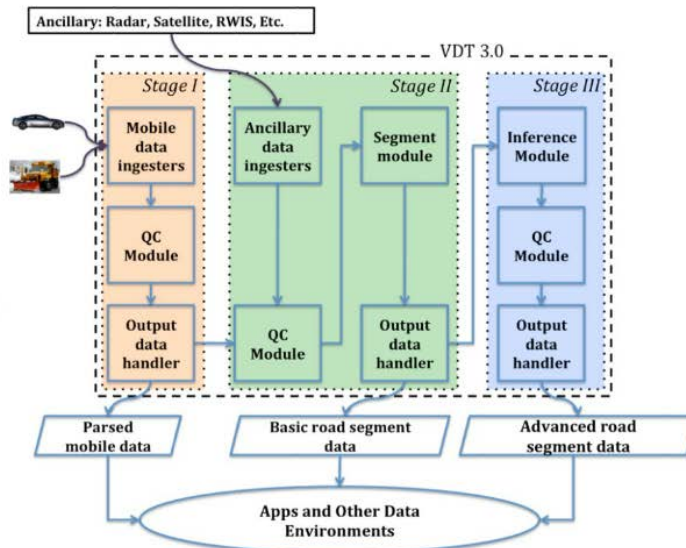 Ancillary: Radar, Satellite, RWIS, Etc.
VDT 3.0
Stage I
Mobile
data
ingesters
QC
Module
Output
data
handler
Stage II
Ancillary
data
ingesters
QC
Module
Segment
module
Output
data
handler
Stage III
Inference
Module
QC
Module
Output
data
handler
Parsed
mobile data
Basic road segment
data
Advanced road
segment data
Apps and Other Data
Environments